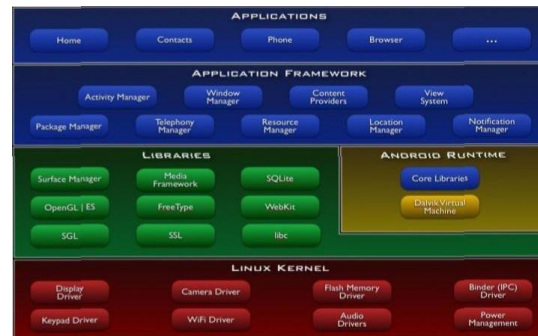 APPLICATIONS
Home
Contacts
Phone
Browser
...
APPLICATION FRAMEWORK
Activity Manager
Window
Manager
Content
Providers
View
System
Package Manager
Telephony
Manager
Resource
Manager
Location
Manager
Notification
Manager
LIBRARIES
Surface Manager
Media
Framework
SQLite
OpenGL | ES
FreeType
WebKit
SGL
SSL
libc
ANDROID RUNTIME
Core Libraries
Dalvik Virtual
Machine
LINUX KERNEL
Display
Driver
Camera Driver
Flash Memory
Driver
Binder (IPC)
Driver
Keypad Driver
WiFi Driver
Audio
Drivers
Power
Management